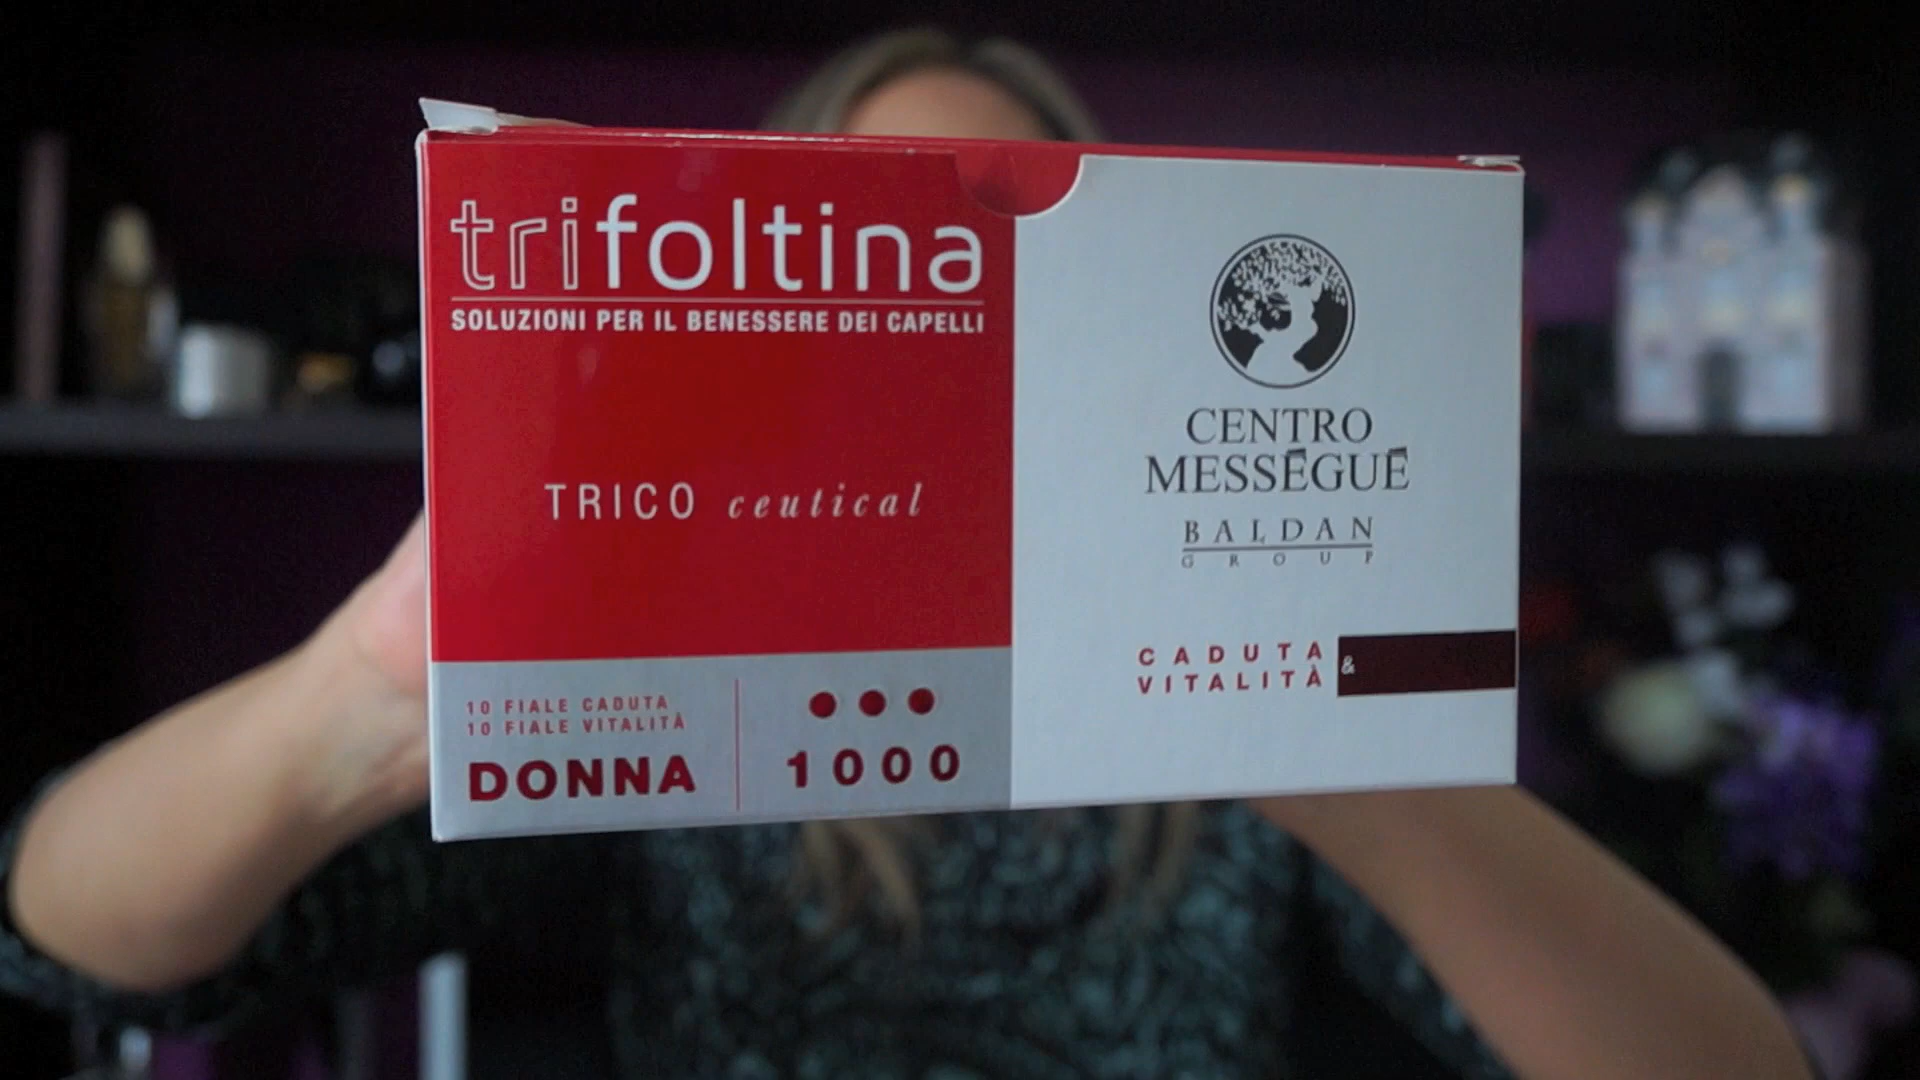 trifoltina
SOLUZIONI PER IL BENESSERE DEI CAPELLI
TRICO ceutical
10 FIALE CADUTA
10 FIALE VITALITÀ
DONNA
1000
CENTRO
MESSÉGUÉ
BALDAN
GROUP
CADUTA
&
VITALITÀ